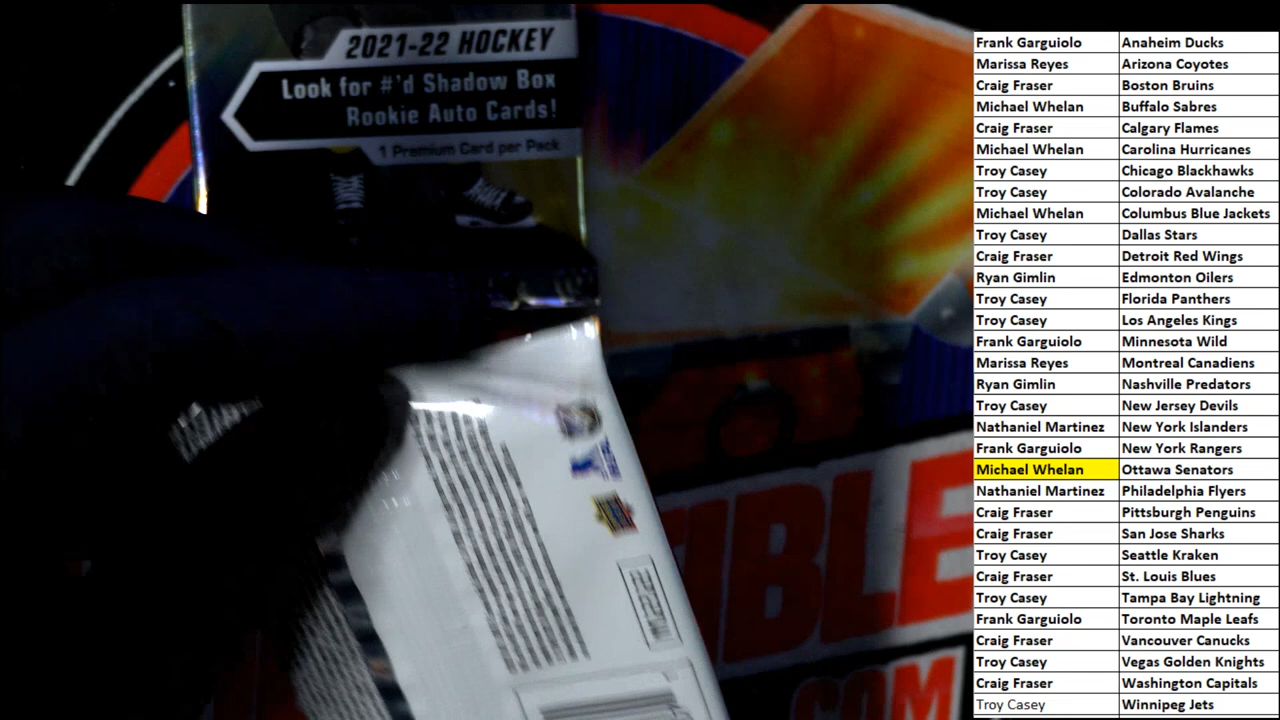 2021-22 HOCKEY
Look for #'d Shadow Box
Rookie Auto Cards!
1 Premium Card per Pack
IBLE
.COM
Frank Garguiolo Anaheim Ducks
Marissa Reyes Arizona Coyotes
Craig Fraser Boston Bruins
Michael Whelan Buffalo Sabres
Craig Fraser Calgary Flames
Michael Whelan Carolina Hurricanes
Troy Casey Chicago Blackhawks
Troy Casey Colorado Avalanche
Michael Whelan Columbus Blue Jackets
Troy Casey Dallas Stars
Craig Fraser Detroit Red Wings
Ryan Gimlin Edmonton Oilers
Troy Casey Florida Panthers
Troy Casey Los Angeles Kings
Frank Garguiolo Minnesota Wild
Marissa Reyes Montreal Canadiens
Ryan Gimlin Nashville Predators
Troy Casey New Jersey Devils
Nathaniel Martinez New York Islanders
Frank Garguiolo New York Rangers
Michael Whelan Ottawa Senators
Nathaniel Martinez Philadelphia Flyers
Craig Fraser Pittsburgh Penguins
Craig Fraser San Jose Sharks
Troy Casey Seattle Kraken
Craig Fraser St. Louis Blues
Troy Casey Tampa Bay Lightning
Frank Garguiolo Toronto Maple Leafs
Craig Fraser Vancouver Canucks
Troy Casey Vegas Golden Knights
Craig Fraser Washington Capitals
Troy Casey Winnipeg Jets